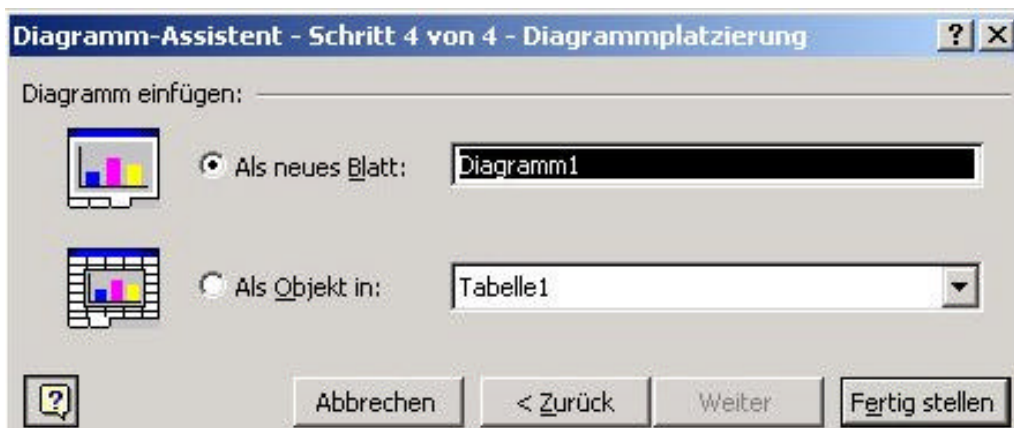 Diagramm-Assistent - Schritt 4 von 4 - Diagrammplatzierung
Diagramm einfügen:
Als neues Blatt: Diagramm1
Als Objekt in: Tabelle1
Abbrechen < Zurück Weiter Fertig stellen